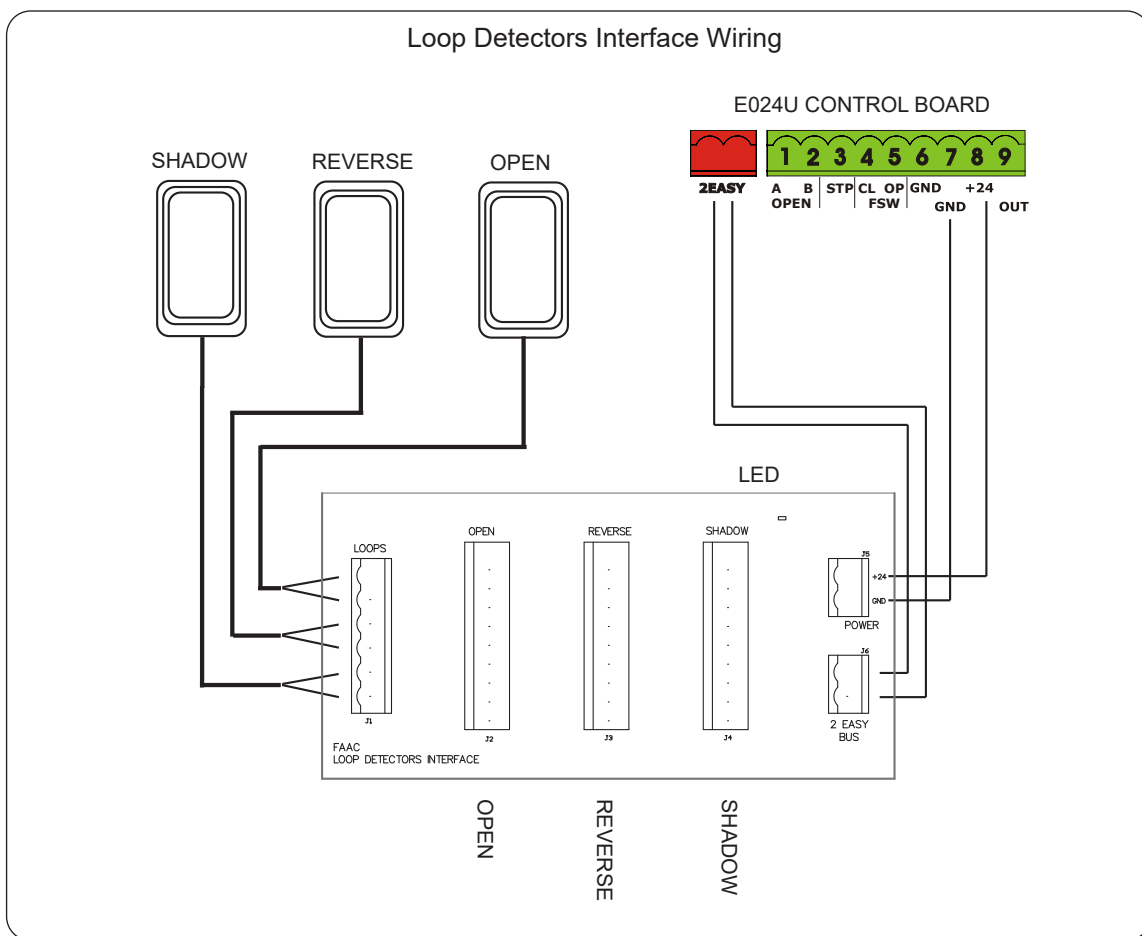 Loop Detectors Interface Wiring
E024U CONTROL BOARD
SHADOW
REVERSE
OPEN
1 2 3 4 5 6 7 8 9
2EASY
A B STP CL OP GND +24
OPEN FSW GND OUT
LED
LOOPS
OPEN
REVERSE
SHADOW
J5
+24
GND
POWER
J6
2 EASY
BUS
J1
J2
J3
J4
FAAC
LOOP DETECTORS INTERFACE
OPEN
REVERSE
SHADOW